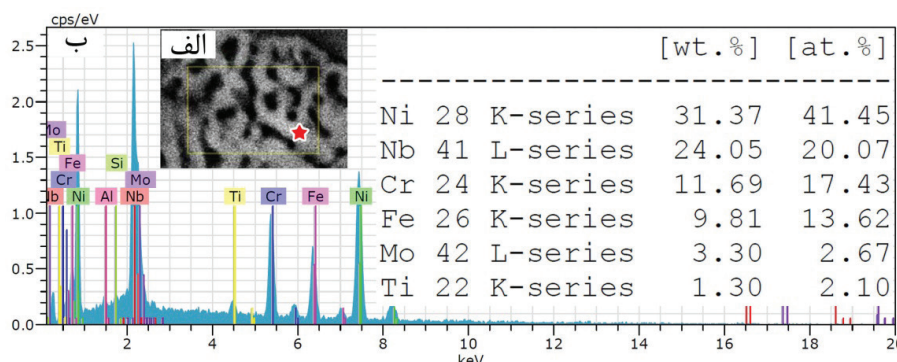 cps/eV
ب
الف
[wt.%] [at.%]
Ni 28 K-series 31.37 41.45
Nb 41 L-series 24.05 20.07
Cr 24 K-series 11.69 17.43
Fe 26 K-series 9.81 13.62
Mo 42 L-series 3.30 2.67
Ti 22 K-series 1.30 2.10
2.5
2.0
1.5
1.0
0.5
0.0
Ti Si
Fe Mo
Cr Ni Al Nb Ti Cr Fe Ni
2 4 6 8 10 12 14 16 18 20
keV